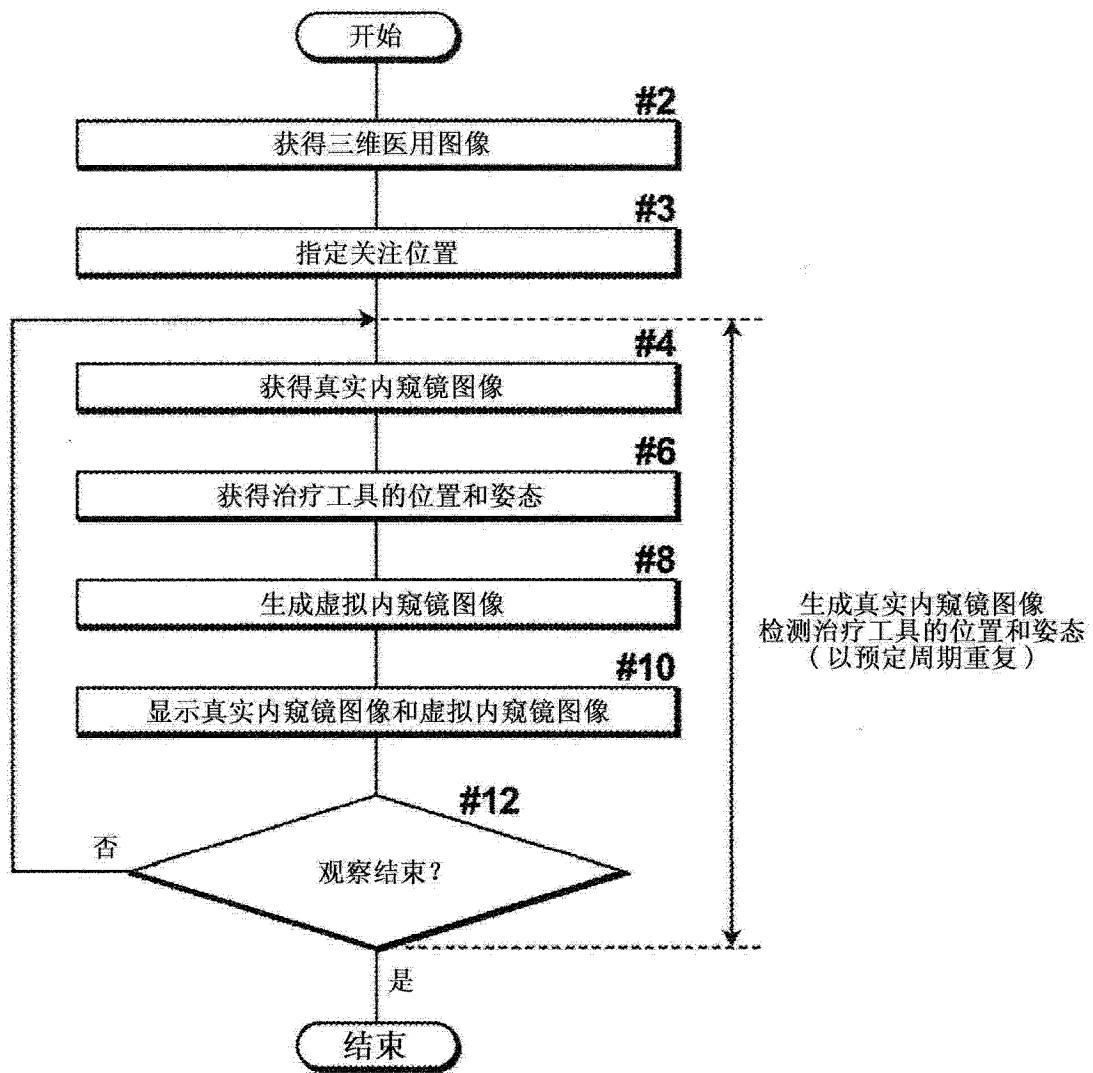 开始
#2
获得三维医用图像
#3
指定关注位置
#4
获得真实内窥镜图像
#6
获得治疗工具的位置和姿态
#8
生成虚拟内窥镜图像
#10
显示真实内窥镜图像和虚拟内窥镜图像
#12
观察结束?
否
是
结束
生成真实内窥镜图像
检测治疗工具的位置和姿态
(以预定周期重复)